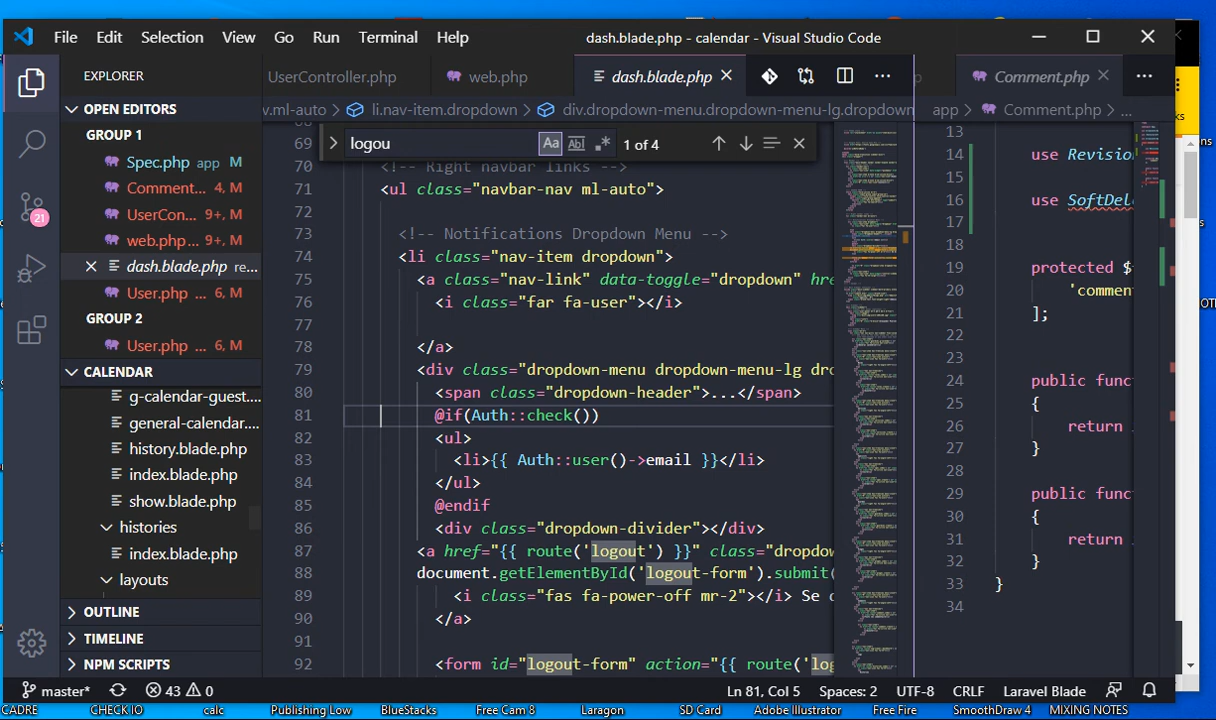 File Edit Selection View Go Run Terminal Help
dash.blade.php - calendar - Visual Studio Code
EXPLORER
OPEN EDITORS
GROUP 1
Spec.php app M
Comment... 4, M
UserCon... 9+, M
web.php... 9+, M
dash.blade.php re...
User.php ... 6, M
GROUP 2
User.php ... 6, M
CALENDAR
g-calendar-guest....
general-calendar....
history.blade.php
index.blade.php
show.blade.php
histories
index.blade.php
layouts
OUTLINE
TIMELINE
NPM SCRIPTS
21
UserController.php web.php dash.blade.php
v.ml-auto > li.nav-item.dropdown > div.dropdown-menu.dropdown-menu-lg.dropdown
logou Aa Abl .* 1 of 4
69
70 <!-- Right navbar links -->
71 <ul class="navbar-nav ml-auto">
72
73 <!-- Notifications Dropdown Menu -->
74 <li class="nav-item dropdown">
75 <a class="nav-link" data-toggle="dropdown" hre
76 <i class="far fa-user"></i>
77
78 </a>
79 <div class="dropdown-menu dropdown-menu-lg dro
80 <span class="dropdown-header">...</span>
81 @if(Auth::check())
82 <ul>
83 <li>{{ Auth::user()->email }}</li>
84 </ul>
85 @endif
86 <div class="dropdown-divider"></div>
87 <a href="{{ route('logout') }}" class="dropdow
88 document.getElementById('logout-form').submit(
89 <i class="fas fa-power-off mr-2"></i> Se d
90 </a>
91
92 <form id="logout-form" action="{{ route('log
Comment.php
app > Comment.php > ...
13
14 use Revision
15
16 use SoftDel
17
18
19 protected $
20 'commen
21 ];
22
23
24 public func
25 {
26 return
27 }
28
29 public func
30 {
31 return
32 }
33 }
34
master* 43 0 Ln 81, Col 5 Spaces: 2 UTF-8 CRLF Laravel Blade
CADRE CHECK IO calc Publishing Low BlueStacks Free Cam 8 Laragon SD Card Adobe Illustrator Free Fire SmoothDraw 4 MIXING NOTES